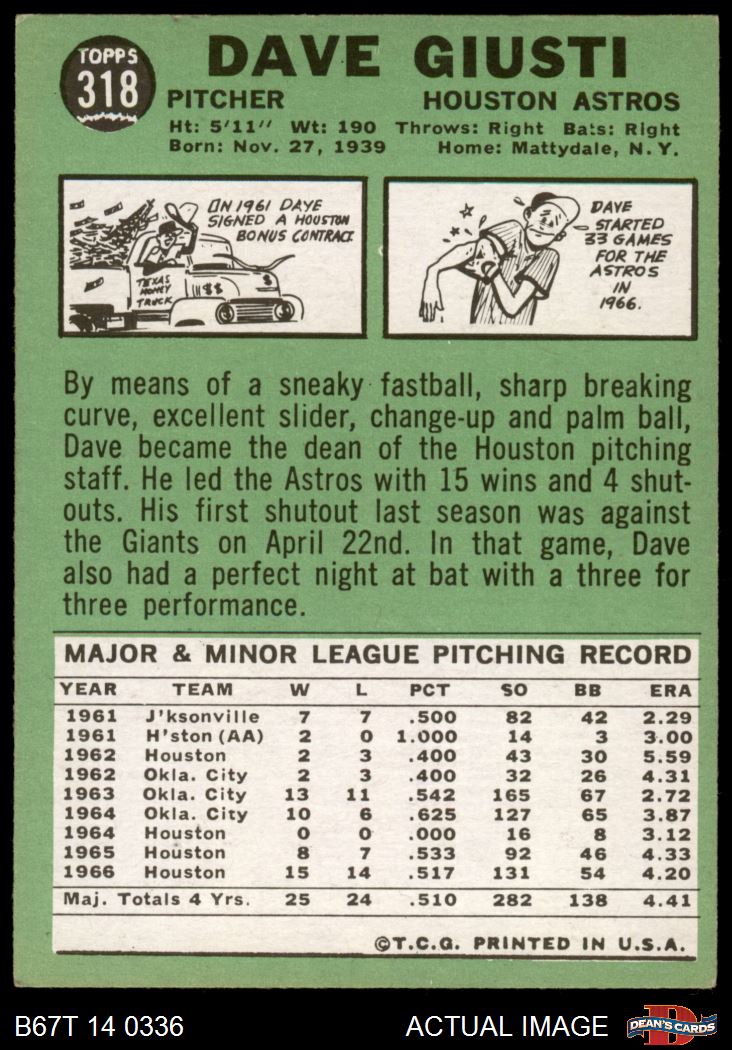 TOPPS
318
DAVE GIUSTI
PITCHER HOUSTON ASTROS
Ht: 5'11" Wt: 190 Throws: Right Bats: Right
Born: Nov. 27, 1939 Home: Mattydale, N.Y.
ON 1961 DAVE
SIGNED A HOUSTON
BONUS CONTRACT.
TEXAS
MONEY
TRUCK
$$
DAVE
STARTED
33 GAMES
FOR THE
ASTROS
IN
1966.
By means of a sneaky fastball, sharp breaking
curve, excellent slider, change-up and palm ball,
Dave became the dean of the Houston pitching
staff. He led the Astros with 15 wins and 4 shut-
outs. His first shutout last season was against
the Giants on April 22nd. In that game, Dave
also had a perfect night at bat with a three for
three performance.
MAJOR & MINOR LEAGUE PITCHING RECORD
YEAR TEAM W L PCT SO BB ERA
1961 J'ksonville 7 7 .500 82 42 2.29
1961 H'ston (AA) 2 0 1.000 14 3 3.00
1962 Houston 2 3 .400 43 30 5.59
1962 Okla. City 2 3 .400 32 26 4.31
1963 Okla. City 13 11 .542 165 67 2.72
1964 Okla. City 10 6 .625 127 65 3.87
1964 Houston 0 0 .000 16 8 3.12
1965 Houston 8 7 .533 92 46 4.33
1966 Houston 15 14 .517 131 54 4.20
Maj. Totals 4 Yrs. 25 24 .510 282 138 4.41
©T.C.G. PRINTED IN U.S.A.
B67T 14 0336 ACTUAL IMAGE DEAN'S CARDS